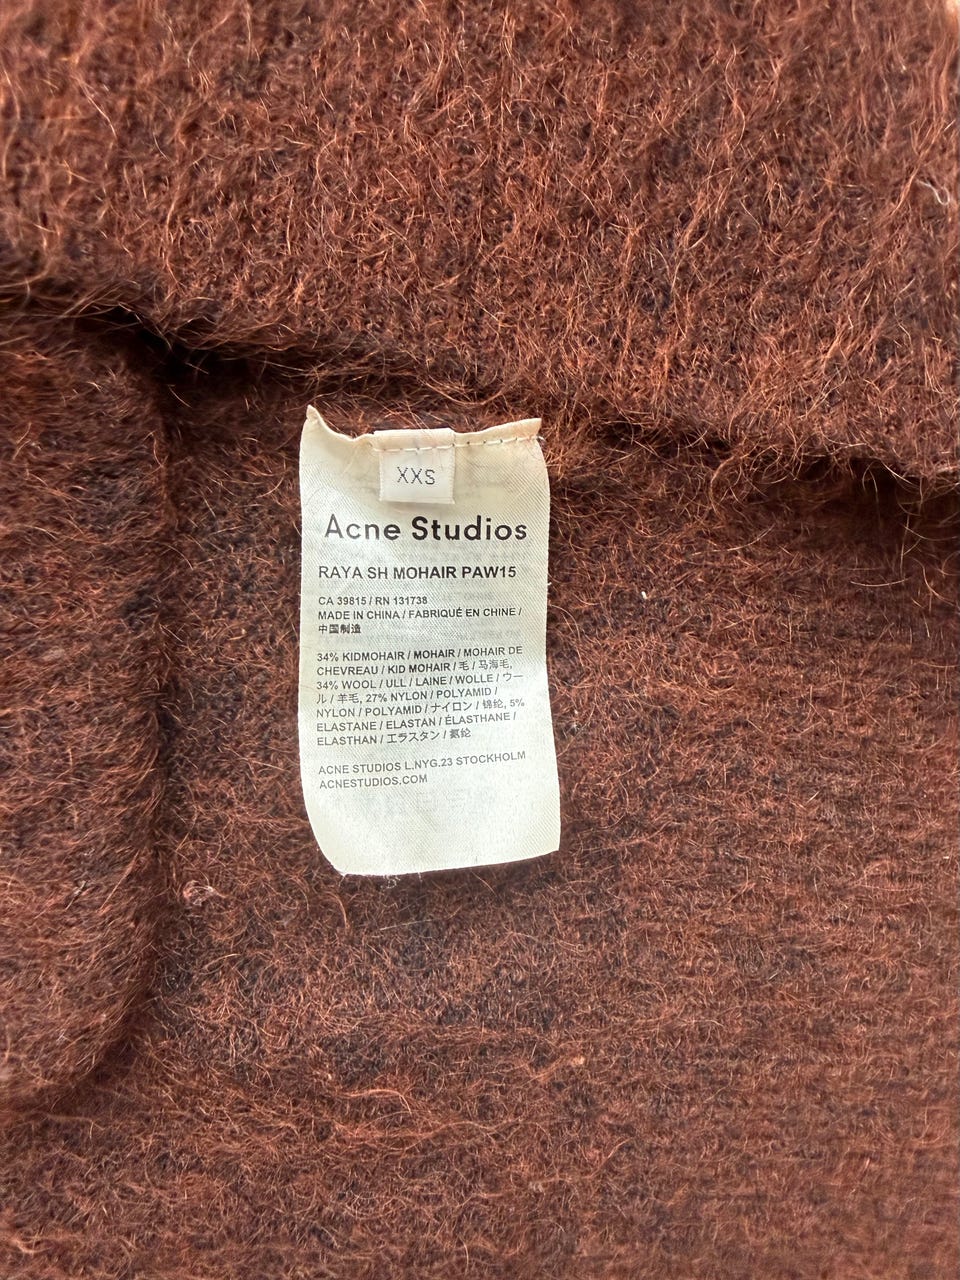 XXS
Acne Studios
RAYA SH MOHAIR PAW15
CA 39815 / RN 131738
MADE IN CHINA / FABRIQUÉ EN CHINE /
中国制造
34% KIDMOHAIR / MOHAIR / MOHAIR DE
CHEVREAU / KID MOHAIR / 毛 / 马海毛,
34% WOOL / ULL / LAINE / WOLLE / ウー
ル / 羊毛, 27% NYLON / POLYAMID /
NYLON / POLYAMID / ナイロン / 锦纶, 5%
ELASTANE / ELASTAN / ÉLASTHANE /
ELASTHAN / エラスタン / 氨纶
ACNE STUDIOS L.NYG.23 STOCKHOLM
ACNESTUDIOS.COM